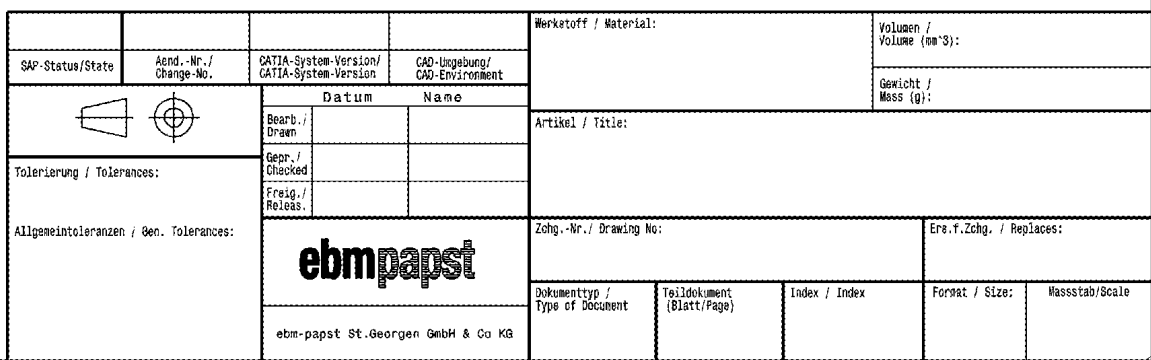 SAP-Status/State
Aend.-Nr./
Change-No.
CATIA-System-Version/
CATIA-System-Version
CAD-Umgebung/
CAD-Environment
Datum Name
Bearb./
Drawn
Gepr./
Checked
Freig./
Releas.
Tolerierung / Tolerances:
Allgemeintoleranzen / Gen. Tolerances:
ebmpapst
ebm-papst St.Georgen GmbH & Co KG
Werkstoff / Material:
Volumen /
Volume (mm^3):
Gewicht /
Mass (g):
Artikel / Title:
Zchg.-Nr./ Drawing No:
Ers.f.Zchg. / Replaces:
Dokumenttyp /
Type of Document
Teildokument
(Blatt/Page)
Index / Index
Format / Size:
Massstab/Scale